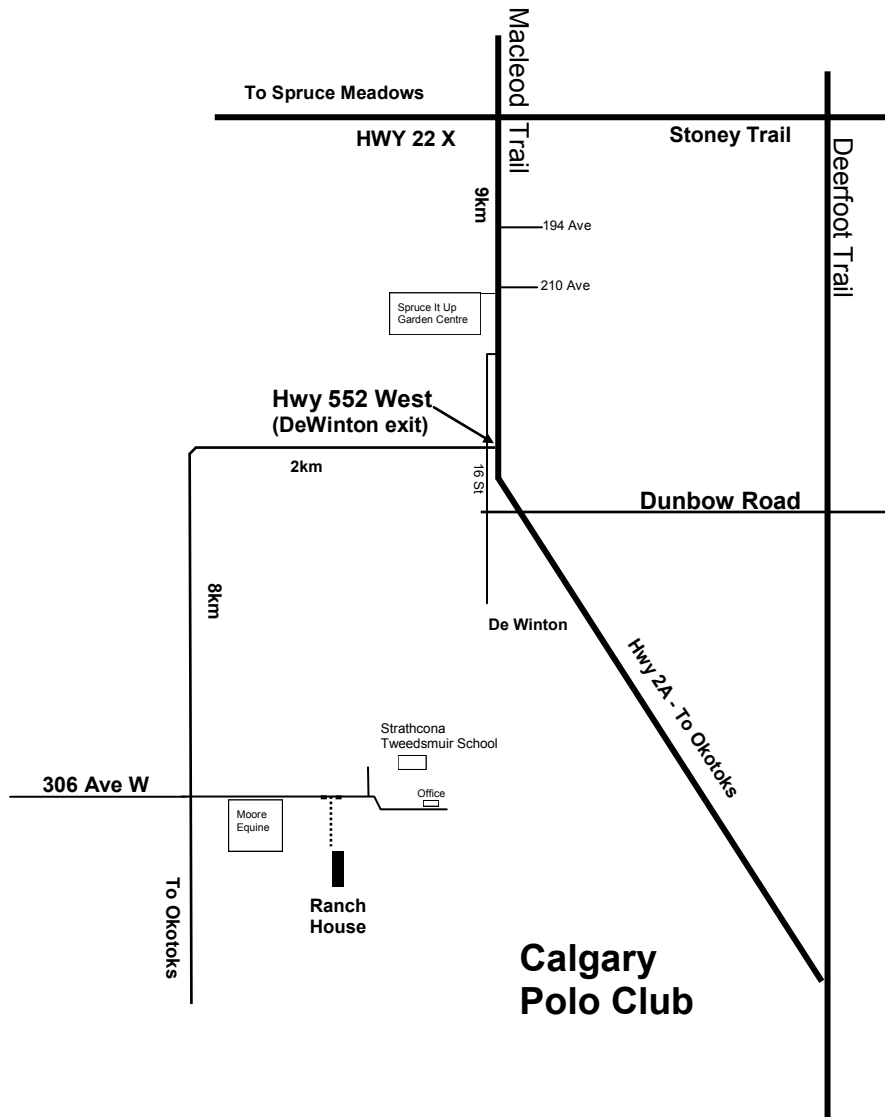 Macleod Trail
To Spruce Meadows
HWY 22 X
Stoney Trail
Deerfoot Trail
9km
194 Ave
210 Ave
Spruce It Up
Garden Centre
Hwy 552 West
(DeWinton exit)
2km
16 St
Dunbow Road
8km
De Winton
Hwy 2A - To Okotoks
Strathcona
Tweedsmuir School
306 Ave W
Office
Moore
Equine
To Okotoks
Ranch
House
Calgary
Polo Club